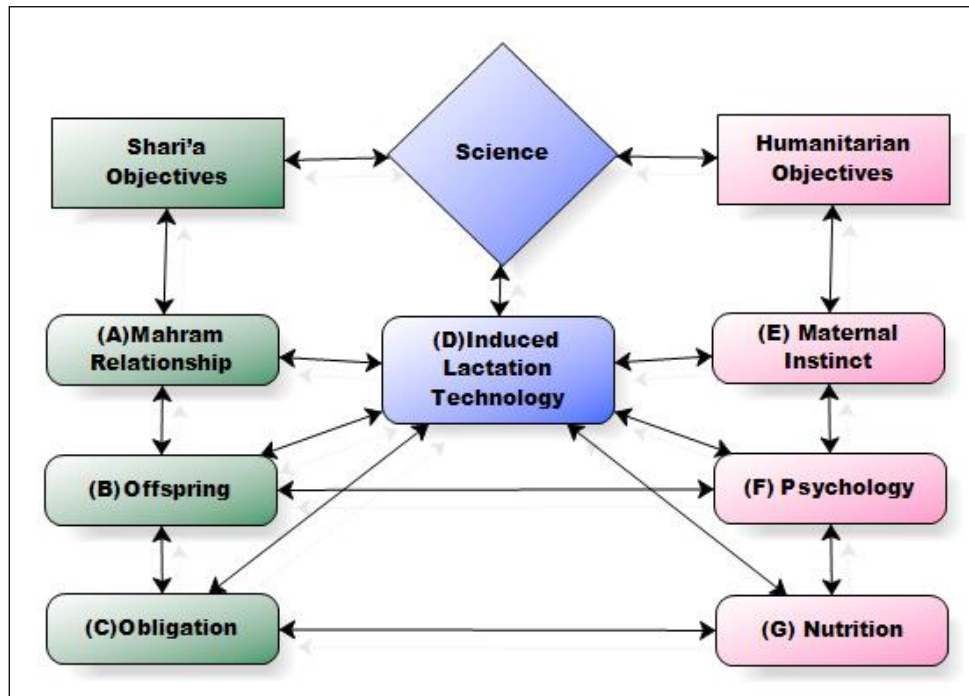 Shari’a
Objectives
Science
Humanitarian
Objectives
(A)Mahram
Relationship
(D)Induced
Lactation
Technology
(E) Maternal
Instinct
(B)Offspring
(F) Psychology
(C)Obligation
(G) Nutrition